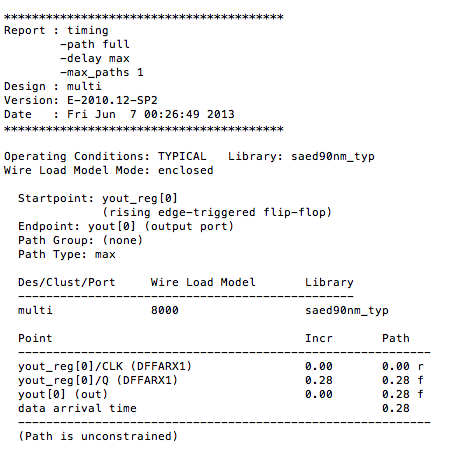 ****************************************
Report : timing
        -path full
        -delay max
        -max_paths 1
Design : multi
Version: E-2010.12-SP2
Date   : Fri Jun  7 00:26:49 2013
****************************************

Operating Conditions: TYPICAL   Library: saed90nm_typ
Wire Load Model Mode: enclosed

  Startpoint: yout_reg[0]
              (rising edge-triggered flip-flop)
  Endpoint: yout[0] (output port)
  Path Group: (none)
  Path Type: max

  Des/Clust/Port     Wire Load Model       Library
  ------------------------------------------------
  multi              8000                  saed90nm_typ

  Point                                    Incr       Path
  -----------------------------------------------------------
  yout_reg[0]/CLK (DFFARX1)                0.00       0.00 r
  yout_reg[0]/Q (DFFARX1)                  0.28       0.28 f
  yout[0] (out)                            0.00       0.28 f
  data arrival time                                   0.28
  -----------------------------------------------------------
  (Path is unconstrained)